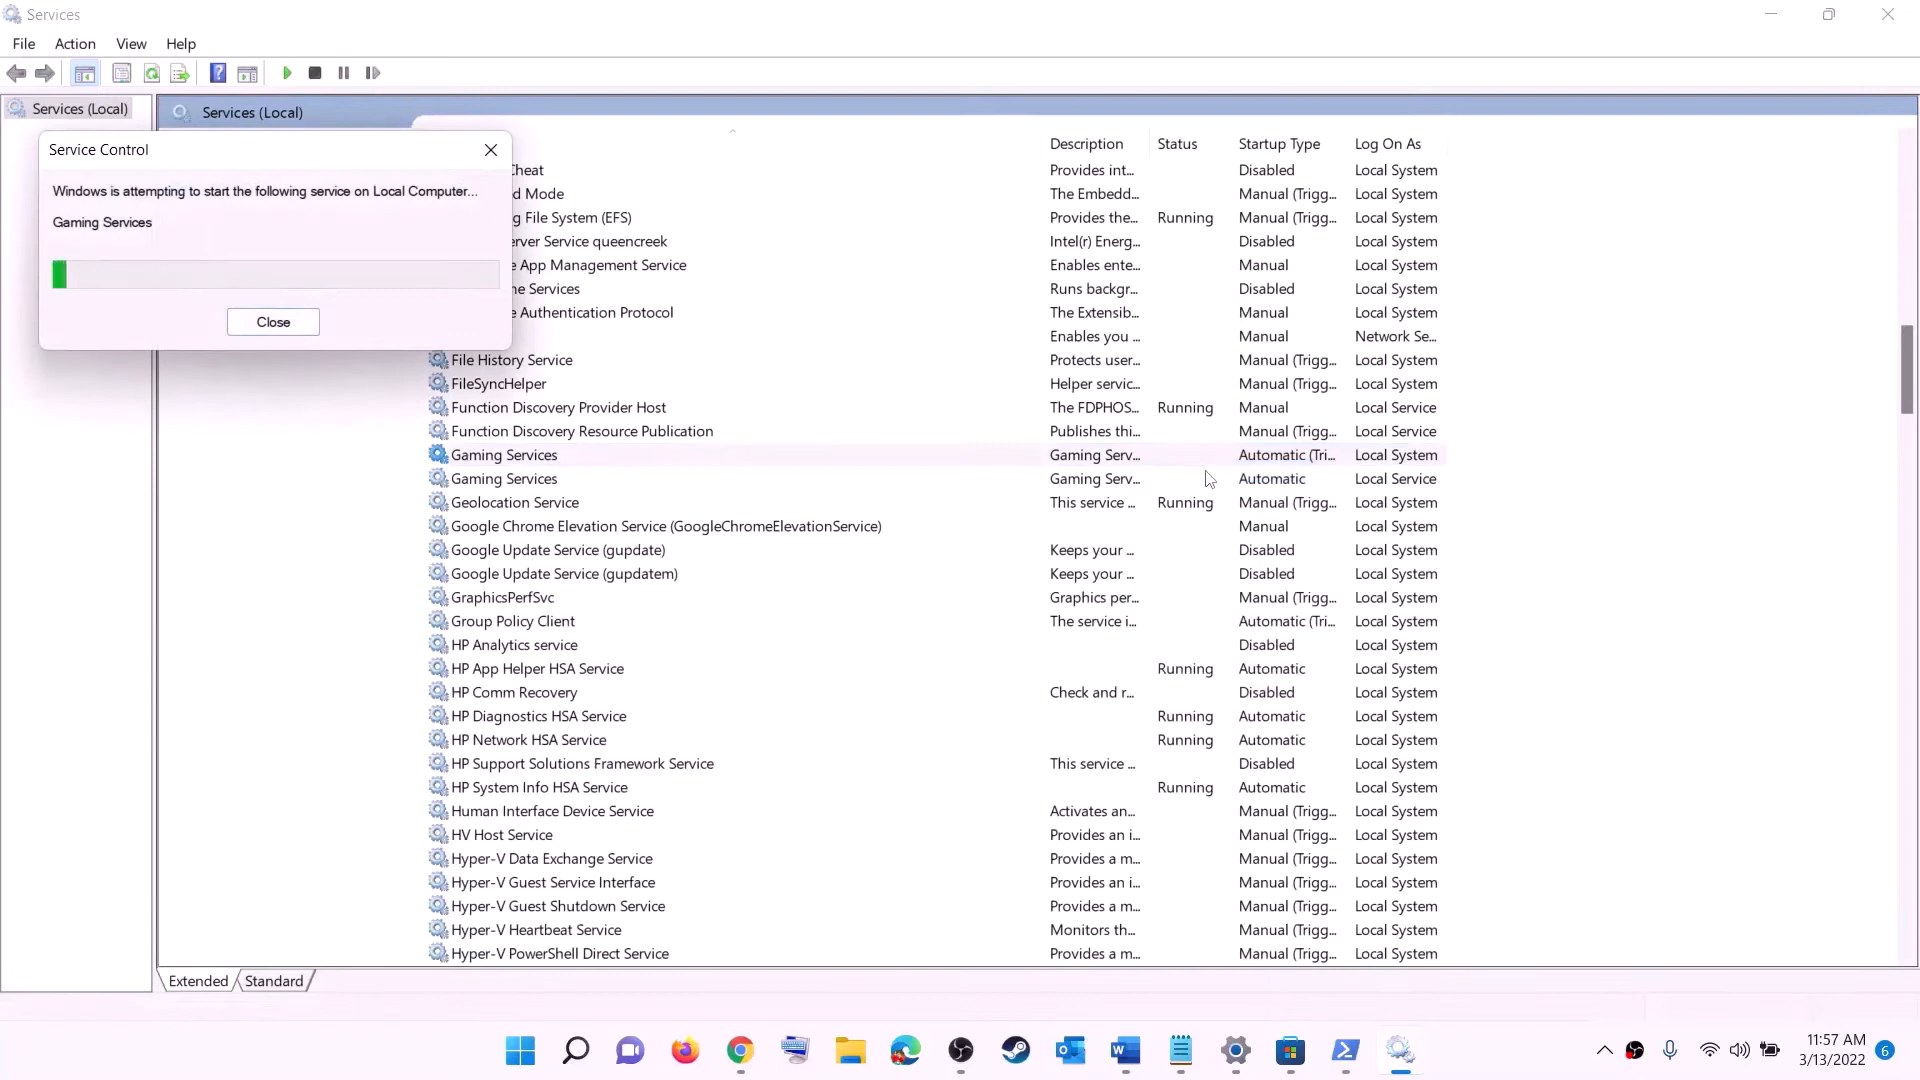 Services
File Action View Help
Services (Local)
Services (Local)
Service Control
Windows is attempting to start the following service on Local Computer...
Gaming Services
Close
Description Status Startup Type Log On As
Cheat Provides int... Disabled Local System
d Mode The Embedd... Manual (Trigg... Local System
g File System (EFS) Provides the... Running Manual (Trigg... Local System
erver Service queencreek Intel(r) Energ... Disabled Local System
e App Management Service Enables ente... Manual Local System
ne Services Runs backgr... Disabled Local System
e Authentication Protocol The Extensib... Manual Local System
Enables you ... Manual Network Se...
File History Service Protects user... Manual (Trigg... Local System
FileSyncHelper Helper servic... Manual (Trigg... Local System
Function Discovery Provider Host The FDPHOS... Running Manual Local Service
Function Discovery Resource Publication Publishes thi... Manual (Trigg... Local Service
Gaming Services Gaming Serv... Automatic (Tri... Local System
Gaming Services Gaming Serv... Automatic Local Service
Geolocation Service This service ... Running Manual (Trigg... Local System
Google Chrome Elevation Service (GoogleChromeElevationService) Manual Local System
Google Update Service (gupdate) Keeps your ... Disabled Local System
Google Update Service (gupdatem) Keeps your ... Disabled Local System
GraphicsPerfSvc Graphics per... Manual (Trigg... Local System
Group Policy Client The service i... Automatic (Tri... Local System
HP Analytics service Disabled Local System
HP App Helper HSA Service Running Automatic Local System
HP Comm Recovery Check and r... Disabled Local System
HP Diagnostics HSA Service Running Automatic Local System
HP Network HSA Service Running Automatic Local System
HP Support Solutions Framework Service This service ... Disabled Local System
HP System Info HSA Service Running Automatic Local System
Human Interface Device Service Activates an... Manual (Trigg... Local System
HV Host Service Provides an i... Manual (Trigg... Local System
Hyper-V Data Exchange Service Provides a m... Manual (Trigg... Local System
Hyper-V Guest Service Interface Provides an i... Manual (Trigg... Local System
Hyper-V Guest Shutdown Service Provides a m... Manual (Trigg... Local System
Hyper-V Heartbeat Service Monitors th... Manual (Trigg... Local System
Hyper-V PowerShell Direct Service Provides a m... Manual (Trigg... Local System
Extended Standard
11:57 AM
3/13/2022 6